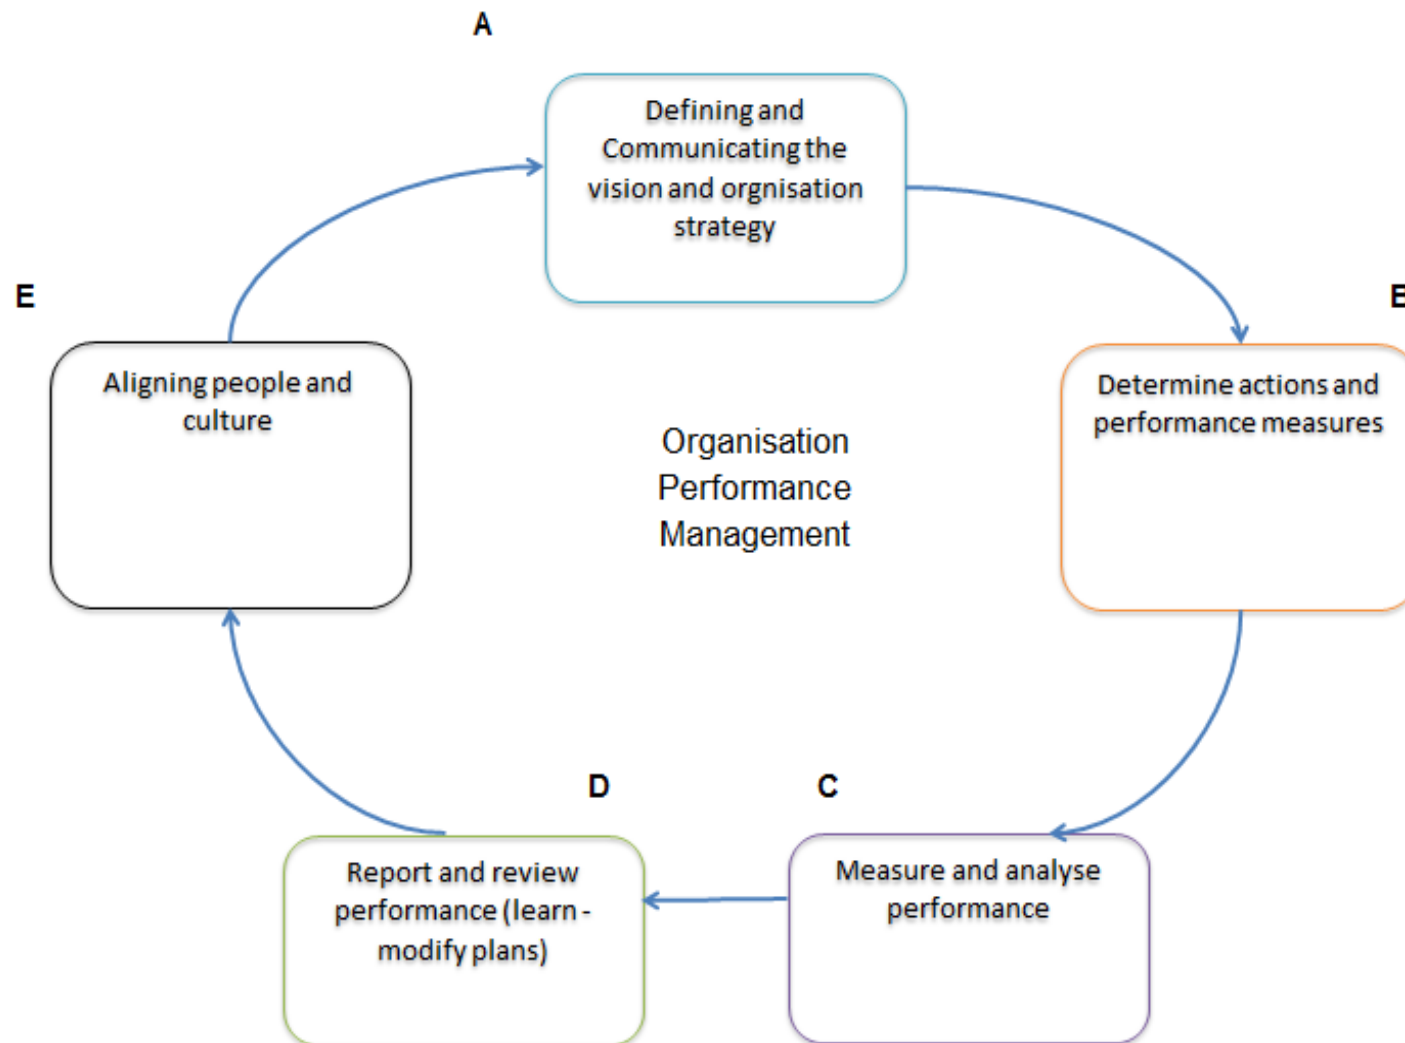 A
Defining and
Communicating the
vision and orgnisation
strategy
E
Aligning people and
culture
Organisation
Performance
Management
Determine actions and
performance measures
D
C
Report and review
performance (learn -
modify plans)
Measure and analyse
performance